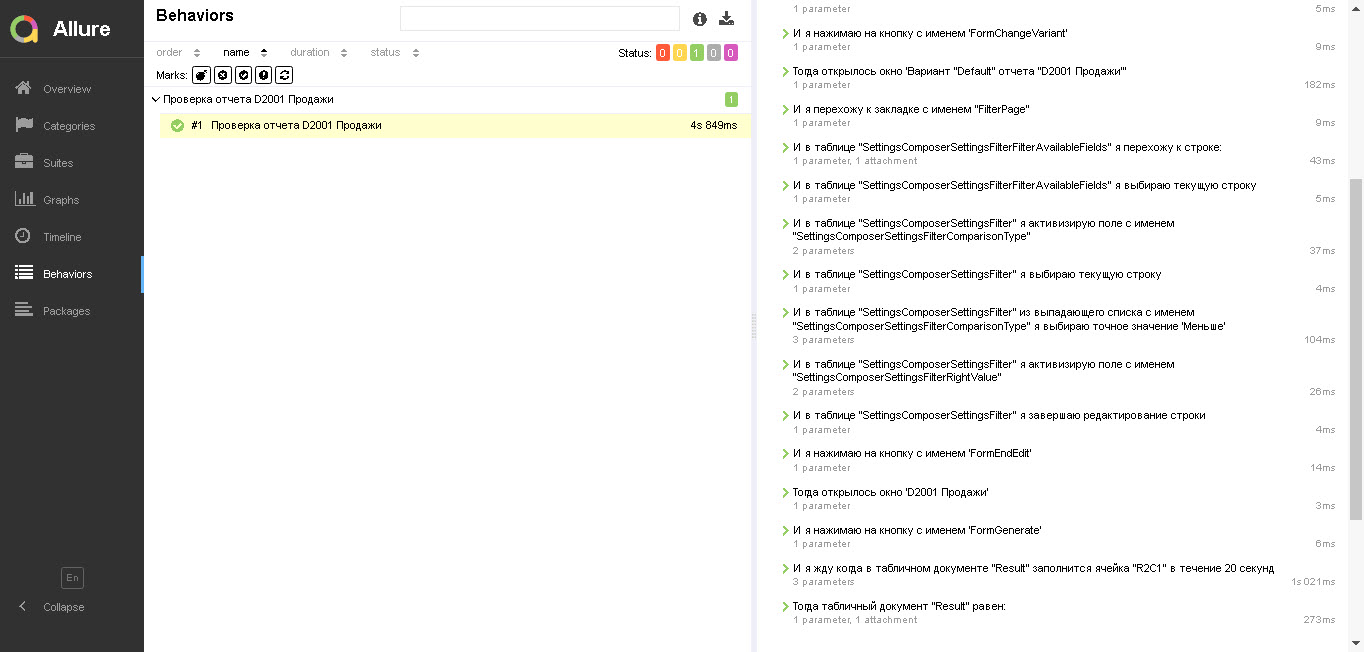 Allure
Overview
Categories
Suites
Graphs
Timeline
Behaviors
Packages
En
Collapse
Behaviors
order name duration status
Status: 0 0 1 0 0
Marks:
Проверка отчета D2001 Продажи 1
#1 Проверка отчета D2001 Продажи 4s 849ms
1 parameter 5ms
И я нажимаю на кнопку с именем 'FormChangeVariant'
1 parameter 9ms
Тогда открылось окно 'Вариант "Default" отчета "D2001 Продажи"'
1 parameter 182ms
И я перехожу к закладке с именем "FilterPage"
1 parameter 9ms
И в таблице "SettingsComposerSettingsFilterFilterAvailableFields" я перехожу к строке:
1 parameter, 1 attachment 43ms
И в таблице "SettingsComposerSettingsFilterFilterAvailableFields" я выбираю текущую строку
1 parameter 5ms
И в таблице "SettingsComposerSettingsFilter" я активизирую поле с именем
"SettingsComposerSettingsFilterComparisonType"
2 parameters 37ms
И в таблице "SettingsComposerSettingsFilter" я выбираю текущую строку
1 parameter 4ms
И в таблице "SettingsComposerSettingsFilter" из выпадающего списка с именем
"SettingsComposerSettingsFilterComparisonType" я выбираю точное значение 'Меньше'
3 parameters 104ms
И в таблице "SettingsComposerSettingsFilter" я активизирую поле с именем
"SettingsComposerSettingsFilterRightValue"
2 parameters 26ms
И в таблице "SettingsComposerSettingsFilter" я завершаю редактирование строки
1 parameter 4ms
И я нажимаю на кнопку с именем 'FormEndEdit'
1 parameter 14ms
Тогда открылось окно 'D2001 Продажи'
1 parameter 3ms
И я нажимаю на кнопку с именем 'FormGenerate'
1 parameter 6ms
И я жду когда в табличном документе "Result" заполнится ячейка "R2C1" в течение 20 секунд
3 parameters 1s 021ms
Тогда табличный документ "Result" равен:
1 parameter, 1 attachment 273ms